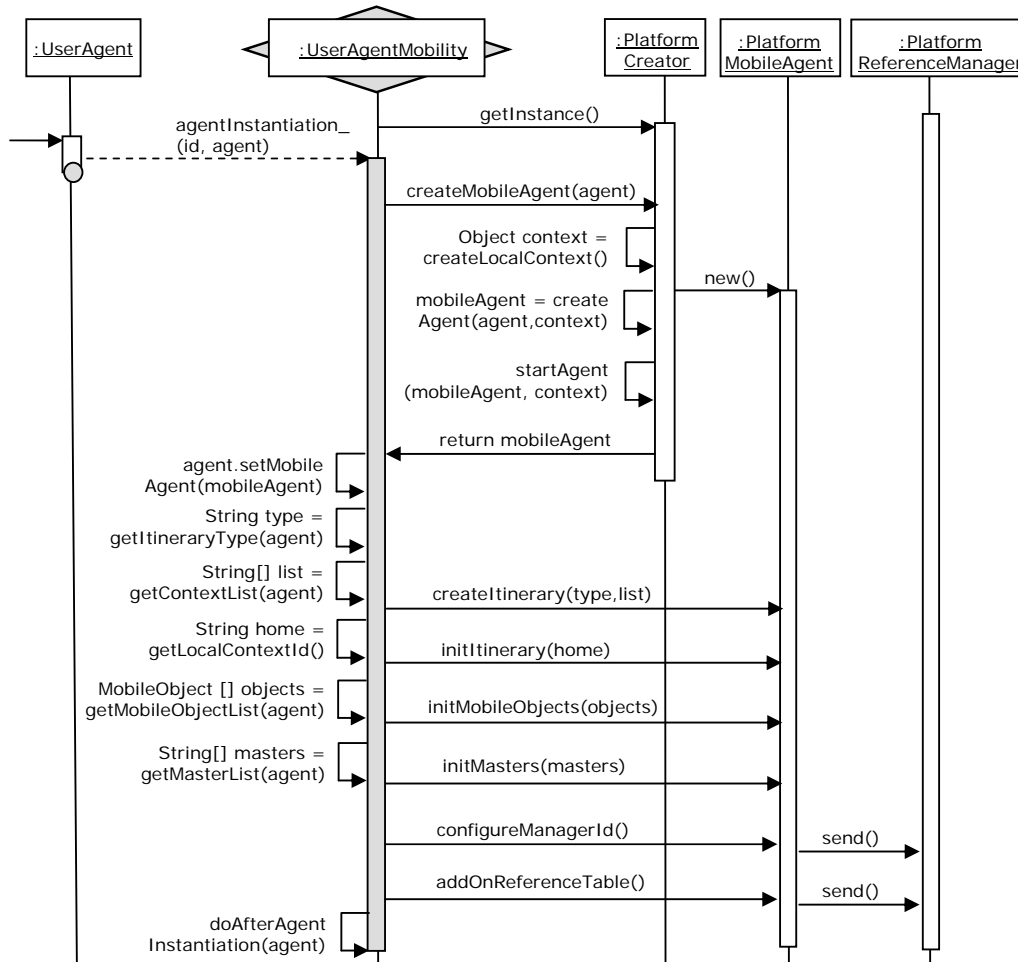 :UserAgent
:UserAgentMobility
:Platform
Creator
:Platform
MobileAgent
:Platform
ReferenceManager
getInstance()
agentInstantiation_
(id, agent)
createMobileAgent(agent)
Object context =
createLocalContext()
new()
mobileAgent = create
Agent(agent,context)
startAgent
(mobileAgent, context)
return mobileAgent
agent.setMobile
Agent(mobileAgent)
String type =
getItineraryType(agent)
String[] list =
getContextList(agent)
createItinerary(type,list)
String home =
getLocalContextId()
initItinerary(home)
MobileObject [] objects =
getMobileObjectList(agent)
initMobileObjects(objects)
String[] masters =
getMasterList(agent)
initMasters(masters)
configureManagerId()
send()
addOnReferenceTable()
send()
doAfterAgent
Instantiation(agent)